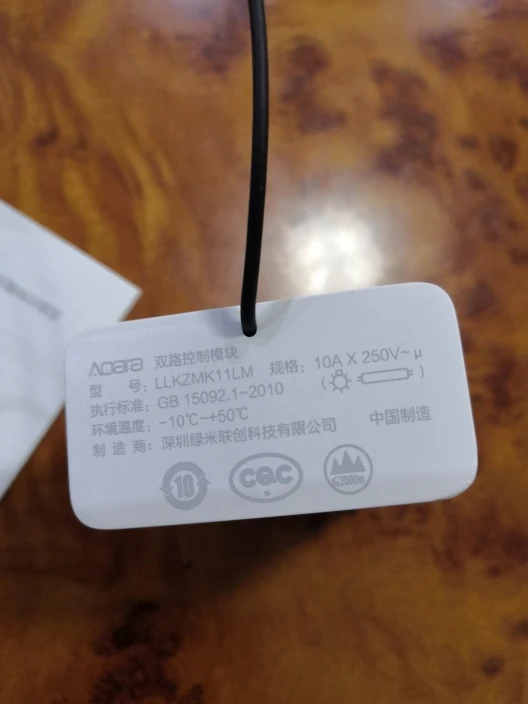 Aqara 双路控制模块
型 号: LLKZMK11LM 规格: 10A X 250V~ μ
执行标准: GB 15092.1-2010 ( )
环境温度: -10℃~+50℃
制 造 商: 深圳绿米联创科技有限公司 中国制造
10 CQC ≤2000m